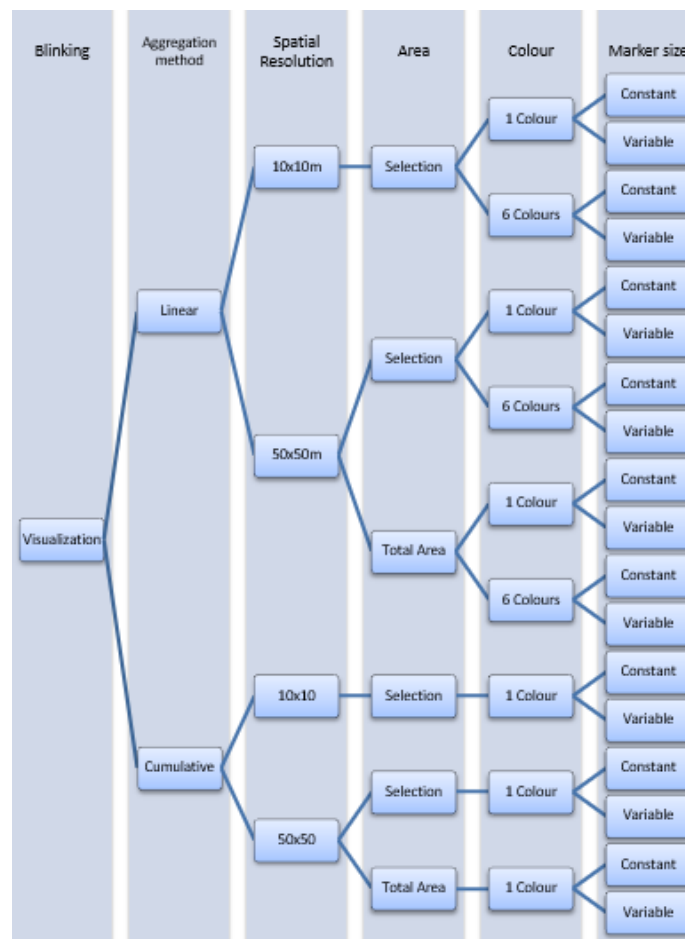 Blinking
Aggregation
method
Spatial
Resolution
Area
Colour
Marker size
Visualization
Linear
Cumulative
10x10m
50x50m
10x10
50x50
Selection
Selection
Total Area
Selection
Selection
Total Area
1 Colour
6 Colours
1 Colour
6 Colours
1 Colour
6 Colours
1 Colour
1 Colour
1 Colour
Constant
Variable
Constant
Variable
Constant
Variable
Constant
Variable
Constant
Variable
Constant
Variable
Constant
Variable
Constant
Variable
Constant
Variable